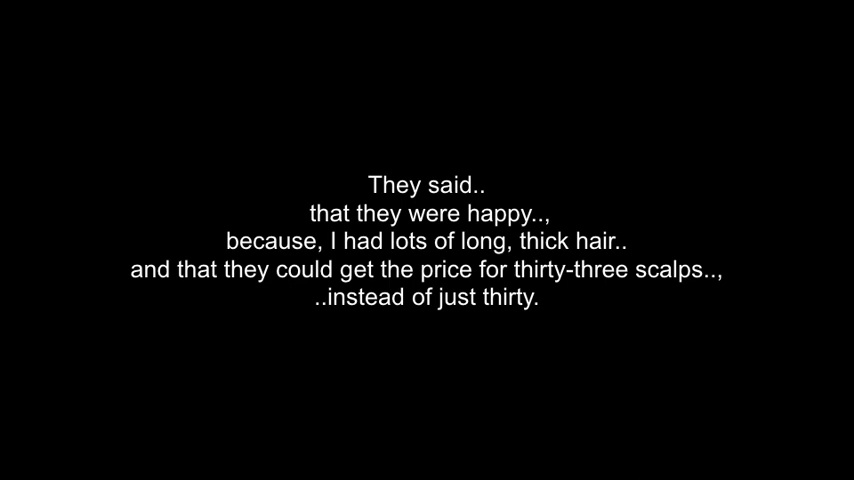 They said..
that they were happy..,
because, I had lots of long, thick hair..
and that they could get the price for thirty-three scalps..,
..instead of just thirty.